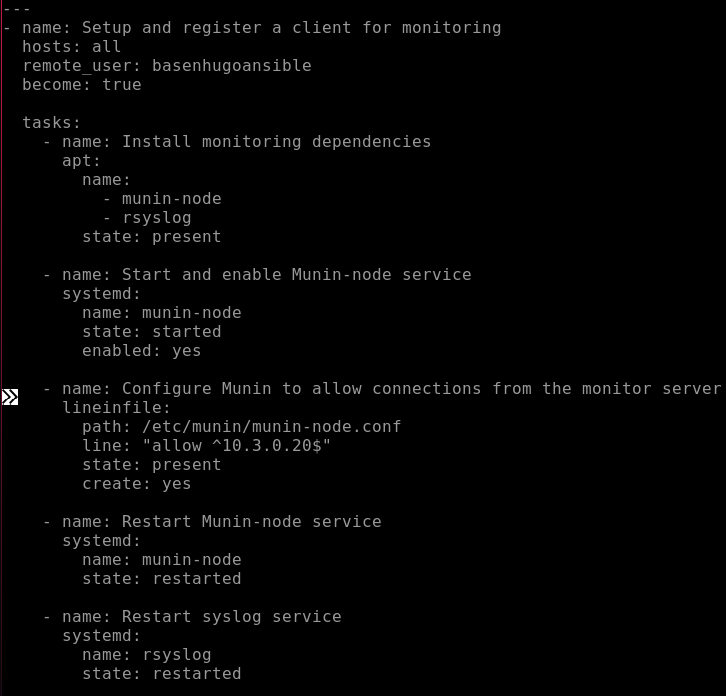 ---
- name: Setup and register a client for monitoring
  hosts: all
  remote_user: basenhugoansible
  become: true

  tasks:
    - name: Install monitoring dependencies
      apt:
        name:
          - munin-node
          - rsyslog
        state: present

    - name: Start and enable Munin-node service
      systemd:
        name: munin-node
        state: started
        enabled: yes

    - name: Configure Munin to allow connections from the monitor server
      lineinfile:
        path: /etc/munin/munin-node.conf
        line: "allow ^10.3.0.20$"
        state: present
        create: yes

    - name: Restart Munin-node service
      systemd:
        name: munin-node
        state: restarted

    - name: Restart syslog service
      systemd:
        name: rsyslog
        state: restarted